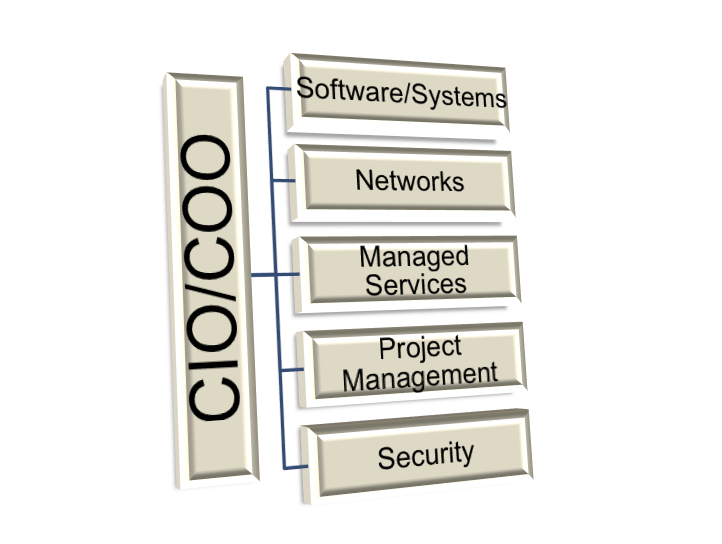 CIO/COO
Software/Systems
Networks
Managed
Services
Project
Management
Security